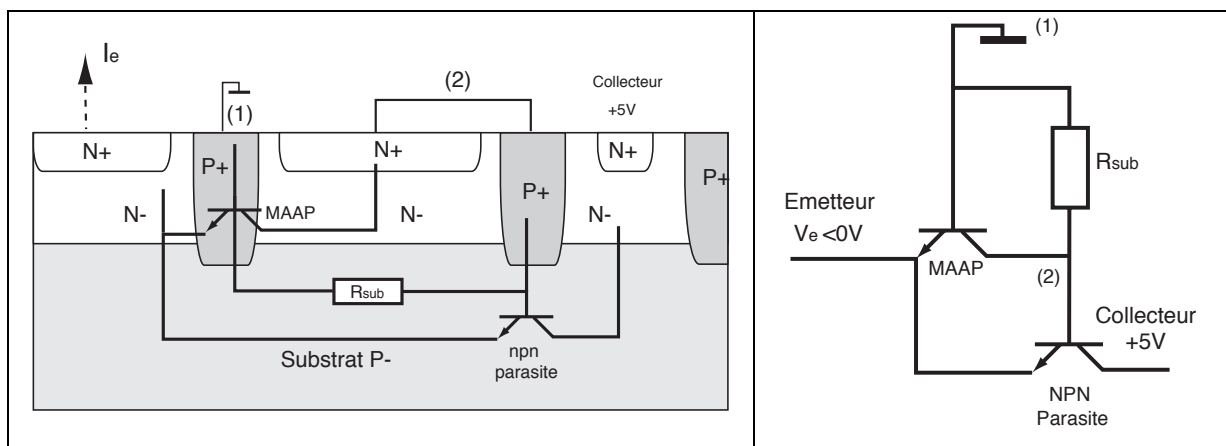 Ie
(1)
(2)
Collecteur
+5V
N+
P+
N+
P+
N+
P+
N-
MAAP
N-
N-
Rsub
Substrat P-
npn
parasite
(1)
Rsub
Emetteur
Ve <0V
MAAP
(2)
Collecteur
+5V
NPN
Parasite